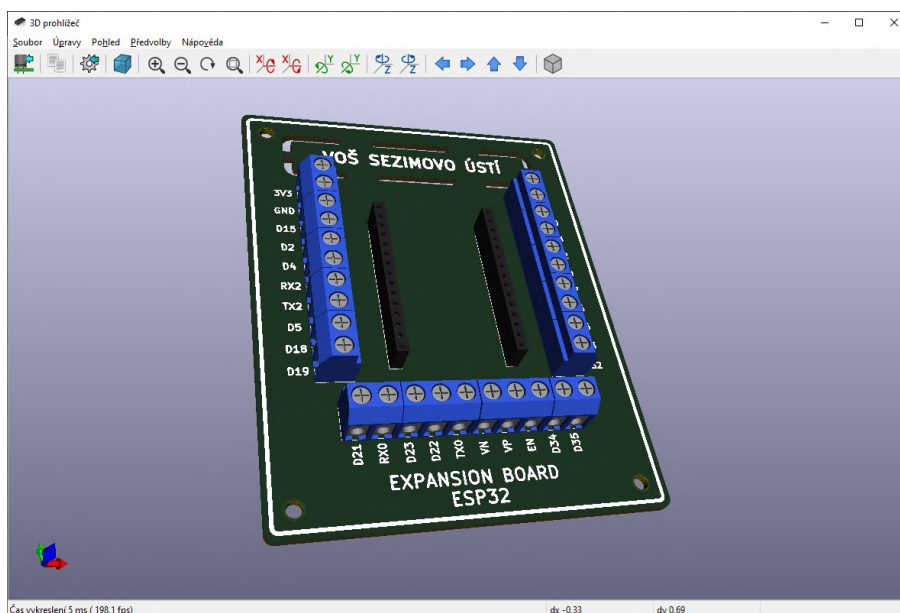 3D prohlížeč
Soubor Úpravy Pohled Předvolby Nápověda
VOŠ SEZIMOVO ÚSTÍ
3V3
GND
D15
D2
D4
RX2
TX2
D5
D18
D19
D21 RX0 D23 D22 TX0 VN VP EN D34 D35
EXPANSION BOARD
ESP32
Čas vykreslení 5 ms ( 198.1 fps) dx -0.33 dy 0.69